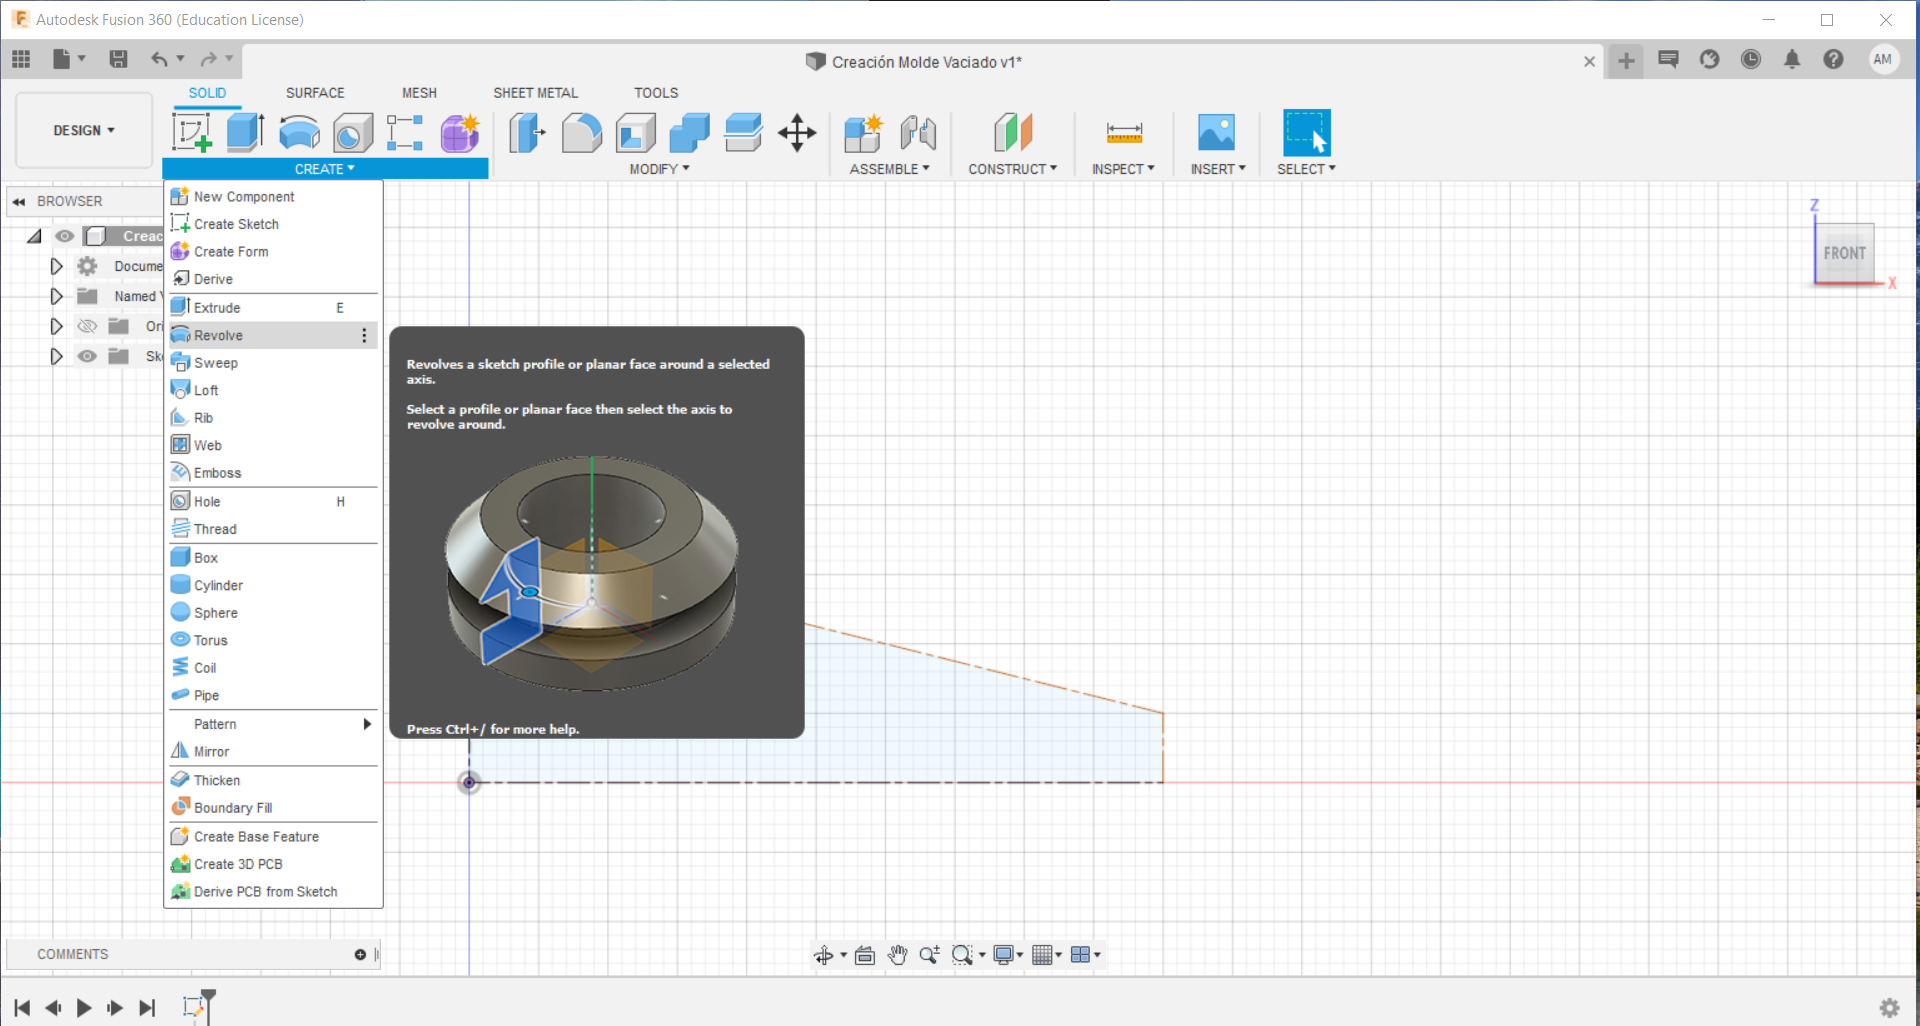 Autodesk Fusion 360 (Education License)
Creación Molde Vaciado v1*
AM
DESIGN
SOLID
SURFACE
MESH
SHEET METAL
TOOLS
CREATE
MODIFY
ASSEMBLE
CONSTRUCT
INSPECT
INSERT
SELECT
BROWSER
Creac
Docume
Named V
Ori
Sk
New Component
Create Sketch
Create Form
Derive
Extrude E
Revolve
Sweep
Loft
Rib
Web
Emboss
Hole H
Thread
Box
Cylinder
Sphere
Torus
Coil
Pipe
Pattern
Mirror
Thicken
Boundary Fill
Create Base Feature
Create 3D PCB
Derive PCB from Sketch
Revolves a sketch profile or planar face around a selected
axis.
Select a profile or planar face then select the axis to
revolve around.
Press Ctrl+/ for more help.
Z
FRONT
X
COMMENTS